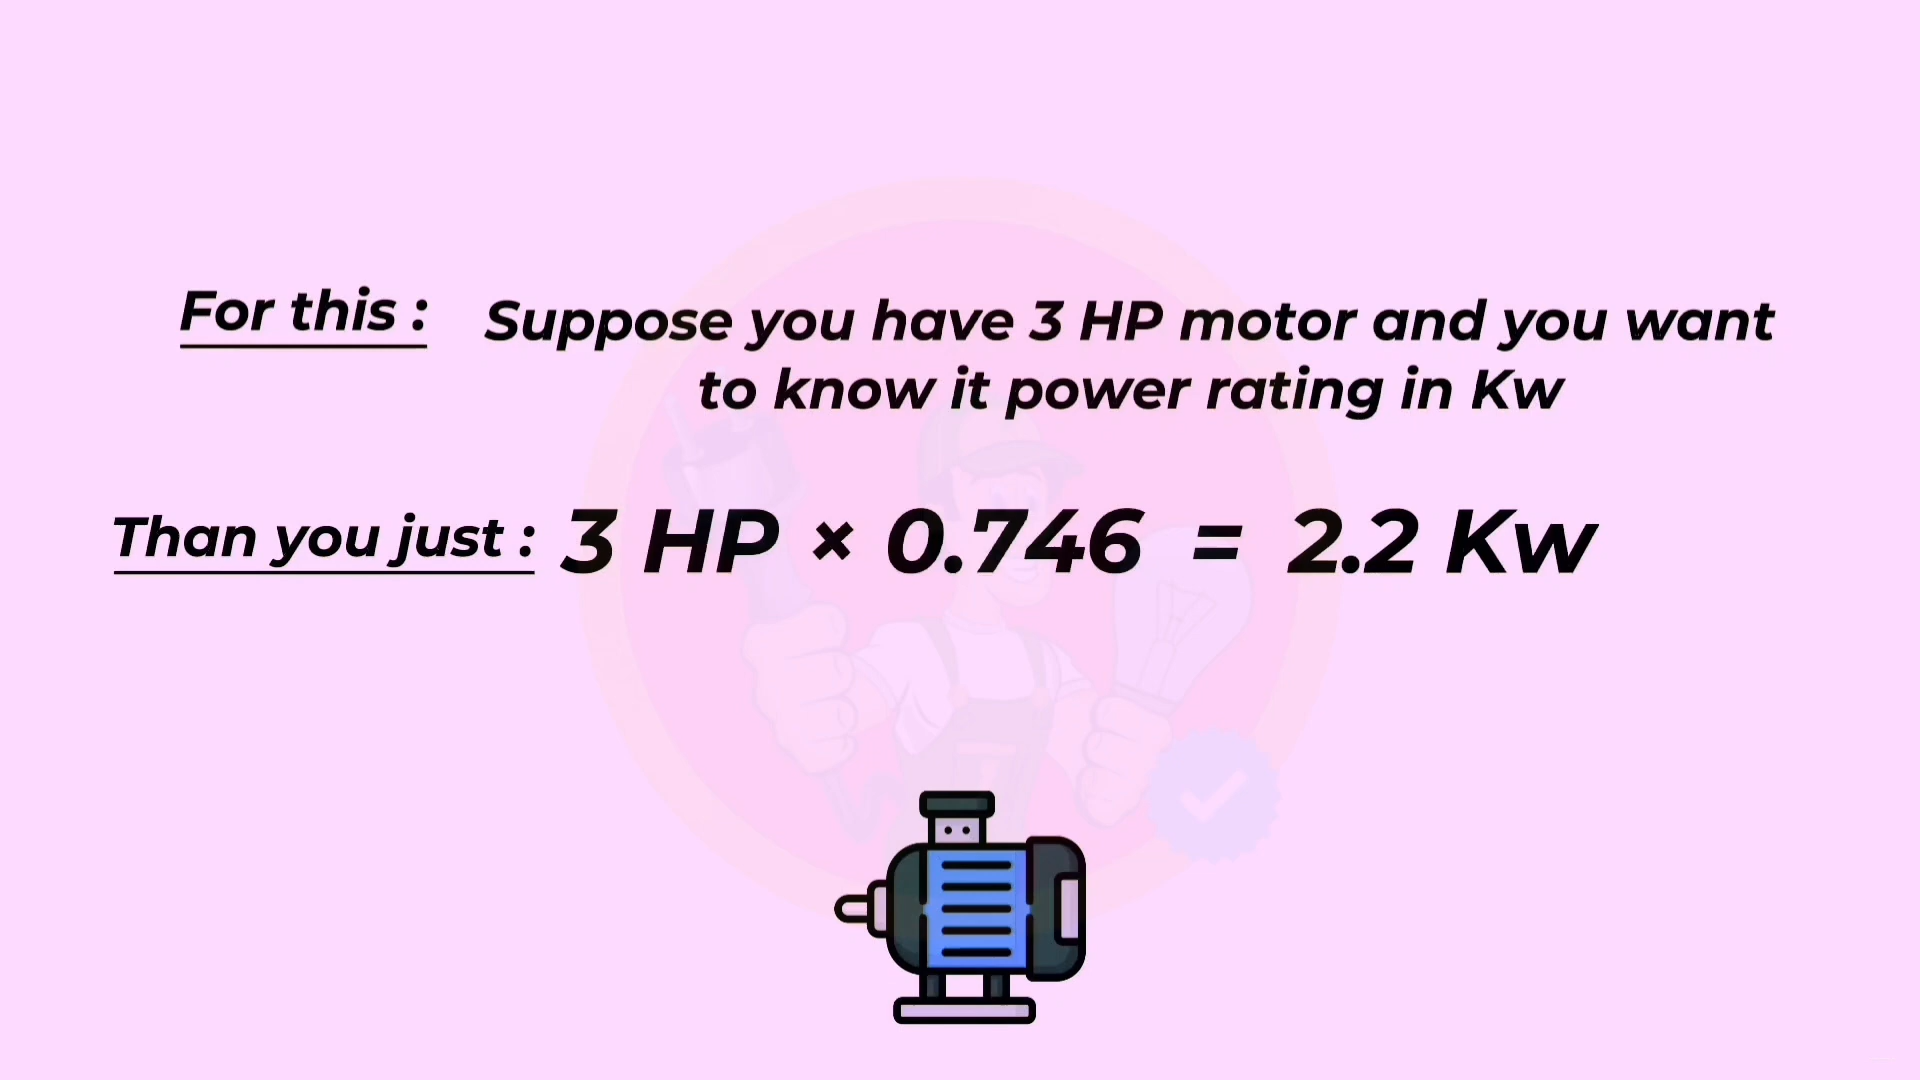 For this :
Suppose you have 3 HP motor and you want
to know it power rating in Kw
Than you just : 3 HP × 0.746 = 2.2 Kw